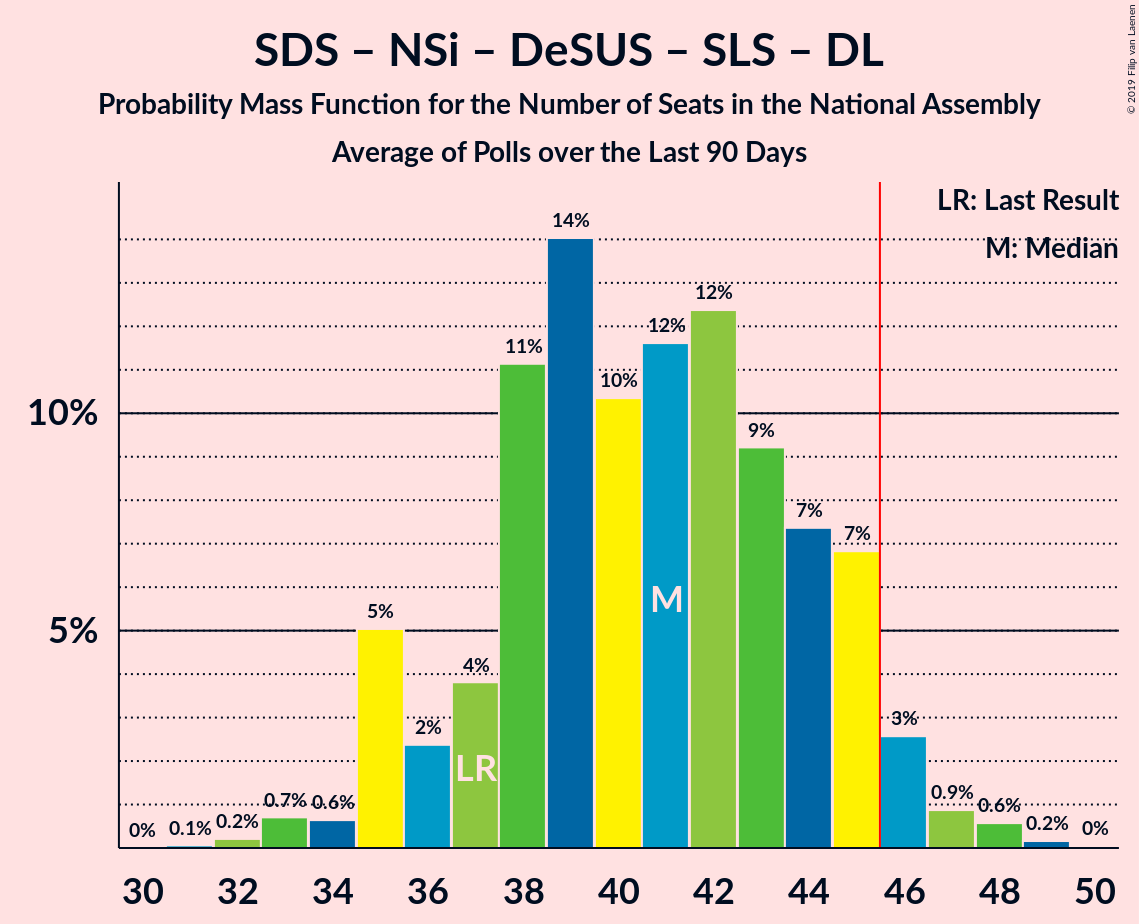 SDS – NSi – DeSUS – SLS – DL
Probability Mass Function for the Number of Seats in the National Assembly
Average of Polls over the Last 90 Days
© 2019 Filip van Laenen
LR: Last Result
M: Median
10%
5%
0%
0.1%
0.2%
0.7%
0.6%
5%
2%
4%
11%
14%
10%
12%
12%
9%
7%
7%
3%
0.9%
0.6%
0.2%
0%
LR
M
30 32 34 36 38 40 42 44 46 48 50